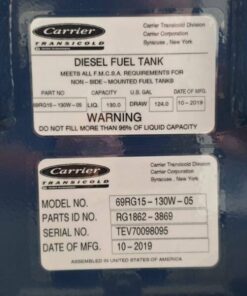 Carrier
TRANSICOLD
Carrier Transicold Division
Carrier Corporation
Syracuse , New York
DIESEL FUEL TANK
MEETS ALL F.M.C.S.A. REQUIREMENTS FOR
NON - SIDE - MOUNTED FUEL TANKS
PART NO CAPACITY CAPACITY U.S. GAL DATE OF MFG.
69RG15-130W-05 LIQ. 130.0 DRAW 124.0 10-2019
WARNING
DO NOT FILL MORE THAN 96% OF LIQUID CAPACITY
Carrier
TRANSICOLD
Carrier Transicold Division
Carrier Corporation
Syracuse , New York
MODEL NO. 69RG15-130W-05
PARTS ID NO. RG1862-3869
SERIAL NO. TEV70098095
DATE OF MFG. 10-2019
ASSEMBLED IN UNITED STATES OF AMERICA